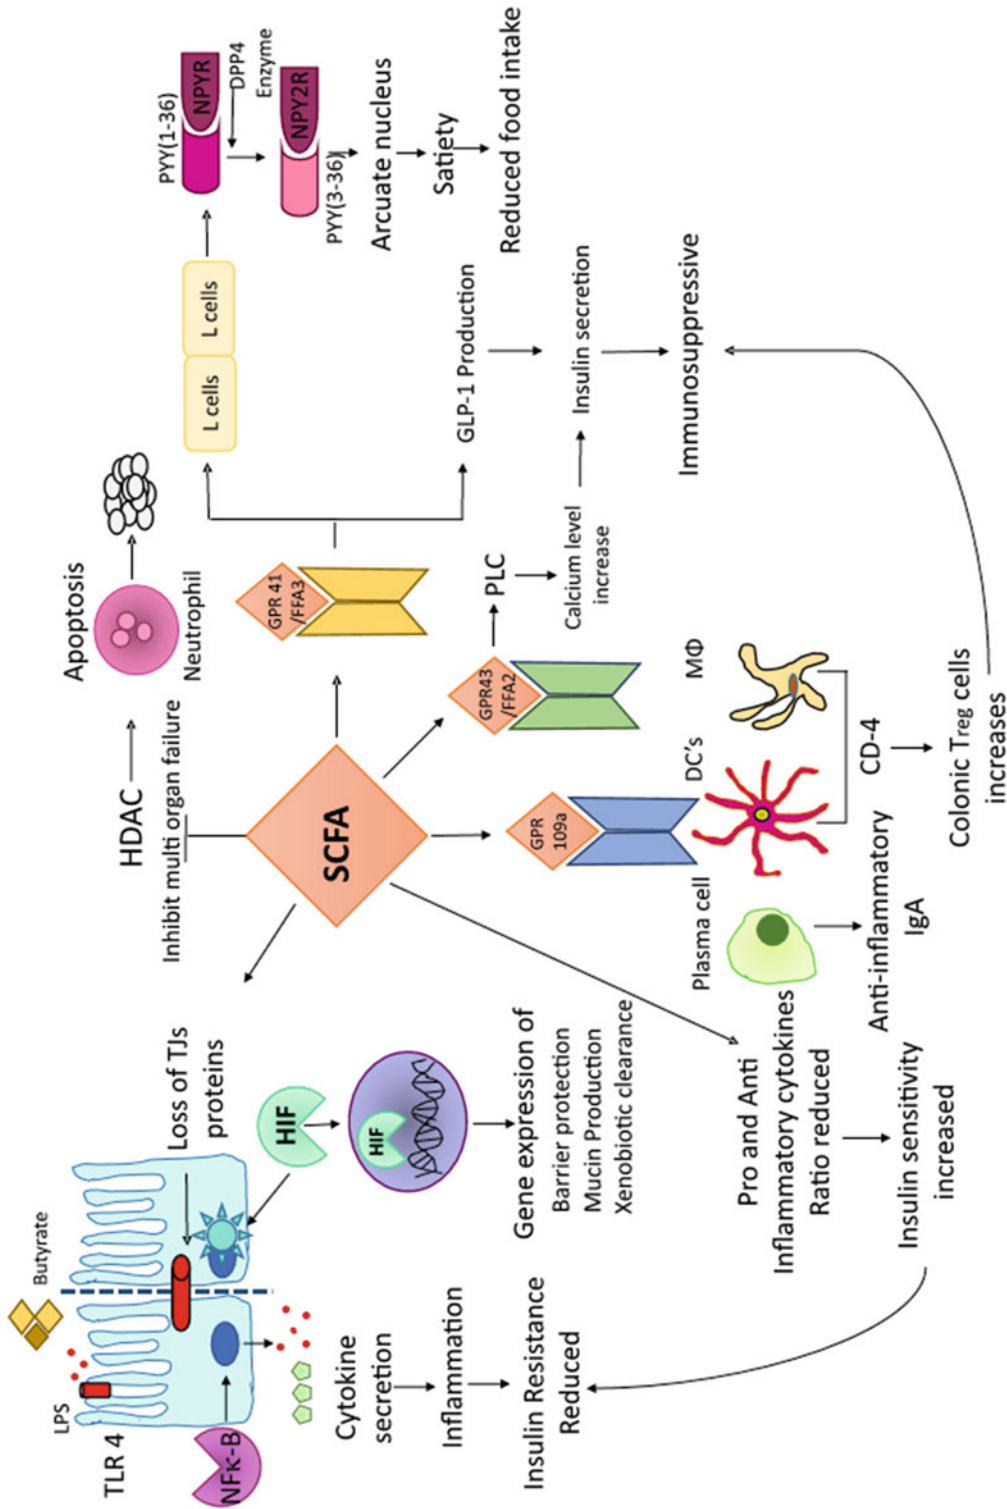 LPS
Butyrate
TLR 4
NFκ-B
Loss of TJs
proteins
HIF
HIF
Cytokine
secretion
Inflammation
Insulin Resistance
Reduced
Gene expression of
Barrier protection
Mucin Production
Xenobiotic clearance
HDAC
Inhibit multi organ failure
Apoptosis
Neutrophil
SCFA
GPR 41
/FFA3
L cells
L cells
PYY(1-36)
NPYR
DPP4
Enzyme
NPY2R
PYY(3-36)
Arcuate nucleus
Satiety
Reduced food intake
GLP-1 Production
GPR43
/FFA2
PLC
Calcium level
increase
Insulin secretion
Immunosuppressive
GPR
109a
Plasma cell
DC's
MΦ
CD-4
Anti-inflammatory
IgA
Colonic Treg cells
increases
Pro and Anti
Inflammatory cytokines
Ratio reduced
Insulin sensitivity
increased